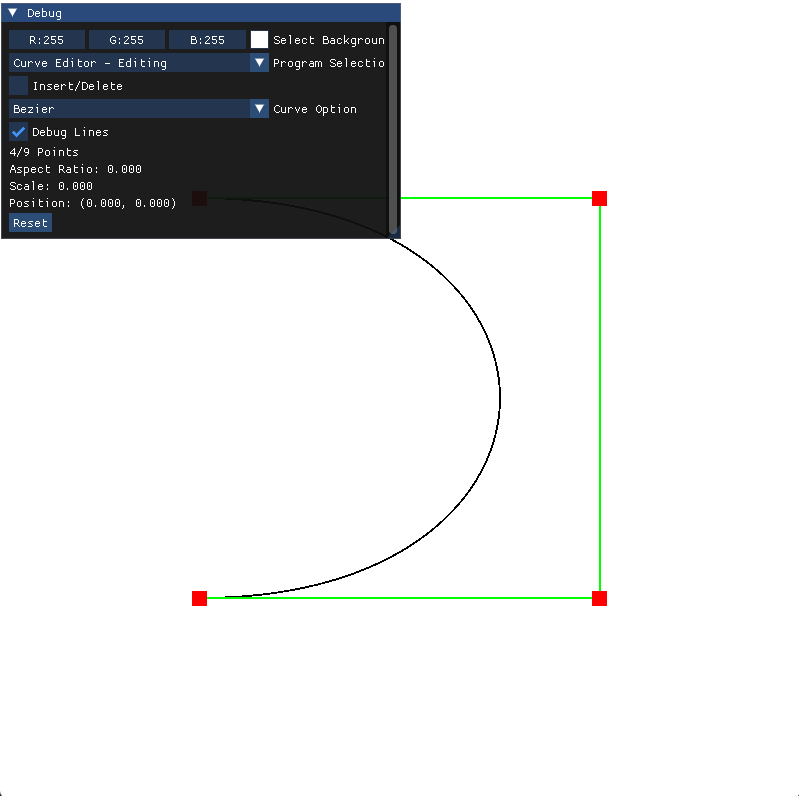 Debug
R:255 G:255 B:255 Select Backgroun
Curve Editor - Editing Program Selectio
Insert/Delete
Bezier Curve Option
Debug Lines
4/9 Points
Aspect Ratio: 0.000
Scale: 0.000
Position: (0.000, 0.000)
Reset